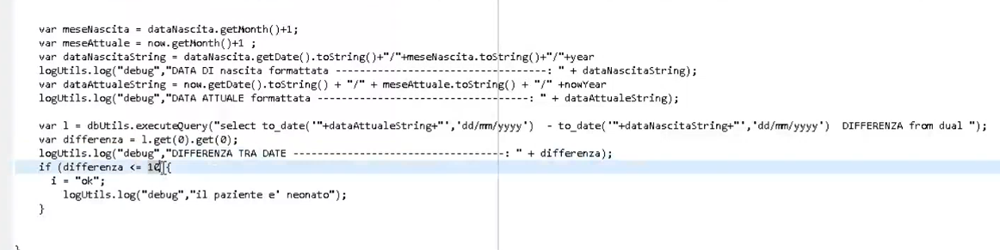 var meseNascita = dataNascita.getMonth()+1;
var meseAttuale = now.getMonth()+1 ;
var dataNascitaString = dataNascita.getDate().toString()+"/"+meseNascita.toString()+"/"+year
logUtils.log("debug","DATA DI nascita formattata -------------------------------: " + dataNascitaString);
var dataAttualeString = now.getDate().toString() + "/" + meseAttuale.toString() + "/" +nowYear
logUtils.log("debug","DATA ATTUALE formattata --------------------------------: " + dataAttualeString);
var l = dbUtils.executeQuery("select to_date('"+dataAttualeString+"','dd/mm/yyyy')  - to_date('"+dataNascitaString+"','dd/mm/yyyy')  DIFFERENZA from dual ");
var differenza = l.get(0).get(0);
logUtils.log("debug","DIFFERENZA TRA DATE -------------------------------: " + differenza);
if (differenza <= 10){
i = "ok";
logUtils.log("debug","il paziente e' neonato");
}
}